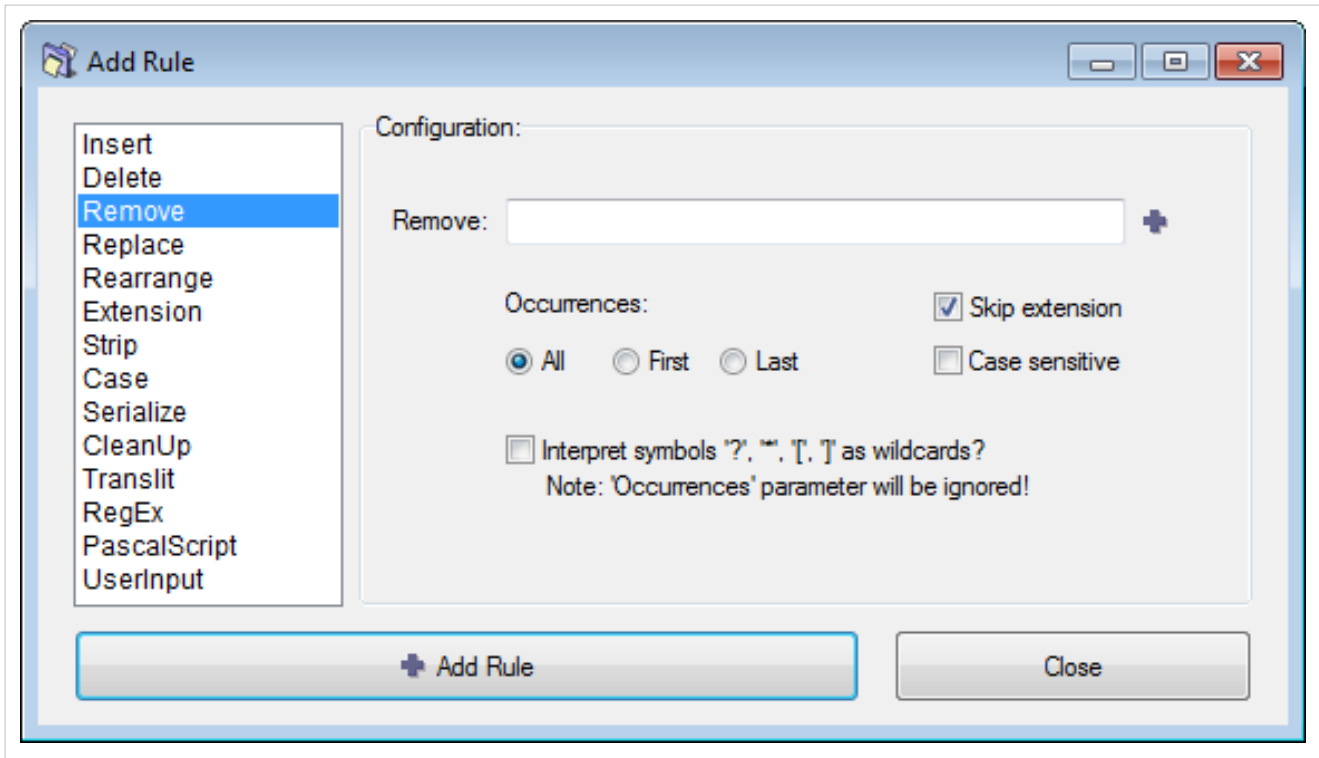 Add Rule
Insert
Delete
Remove
Replace
Rearrange
Extension
Strip
Case
Serialize
CleanUp
Translit
RegEx
PascalScript
UserInput
Configuration:
Remove:
Occurrences:
Skip extension
All First Last
Case sensitive
Interpret symbols '?', '*', '[', ']' as wildcards?
Note: 'Occurrences' parameter will be ignored!
Add Rule
Close